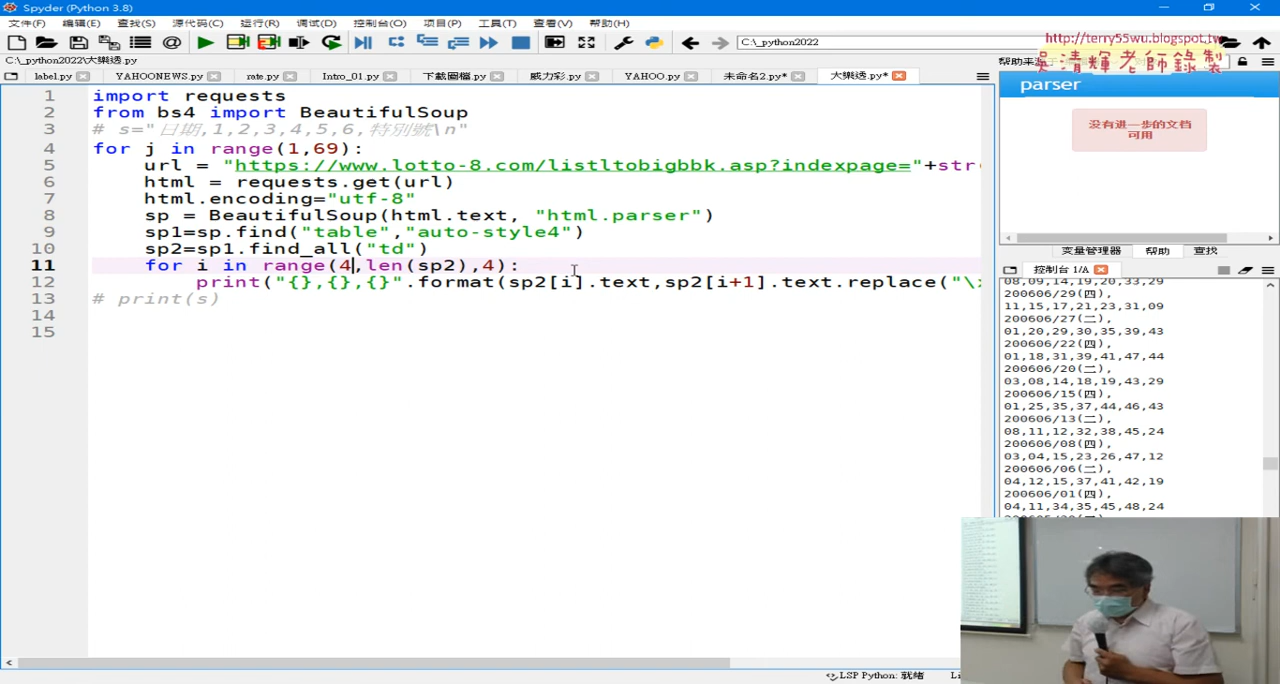 Spyder (Python 3.8)
文件(F) 编辑(E) 查找(S) 源代码(C) 运行(R) 调试(D) 控制台(O) 项目(P) 工具(T) 查看(V) 帮助(H)
C:\_python2022
http://terry55wu.blogspot.tw
吳清輝老師錄製
C:\_python2022\大樂透.py
label.py YAHOONEWS.py rate.py Intro_01.py 下載圖檔.py 威力彩.py YAHOO.py 未命名2.py* 大樂透.py*
1 import requests
2 from bs4 import BeautifulSoup
3 # s="日期,1,2,3,4,5,6,特別號\n"
4 for j in range(1,69):
5 url = "https://www.lotto-8.com/listltobigbbk.asp?indexpage="+str(
6 html = requests.get(url)
7 html.encoding="utf-8"
8 sp = BeautifulSoup(html.text, "html.parser")
9 sp1=sp.find("table","auto-style4")
10 sp2=sp1.find_all("td")
11 for i in range(4,len(sp2),4):
12 print("{},{},{}".format(sp2[i].text,sp2[i+1].text.replace("\x
13 # print(s)
14
15
parser
没有進一步的文档
可用
变量管理器 帮助 查找
控制台 1/A
08,09,14,19,20,33,29
200606/29(四),
11,15,17,21,23,31,09
200606/27(二),
01,20,29,30,35,39,43
200606/22(四),
01,18,31,39,41,47,44
200606/20(二),
03,08,14,18,19,43,29
200606/15(四),
01,25,35,37,44,46,43
200606/13(二),
08,11,12,32,38,45,24
200606/08(四),
03,04,15,23,26,47,12
200606/06(二),
04,12,15,37,41,42,19
200606/01(四),
04,11,34,35,45,48,24
LSP Python: 就绪